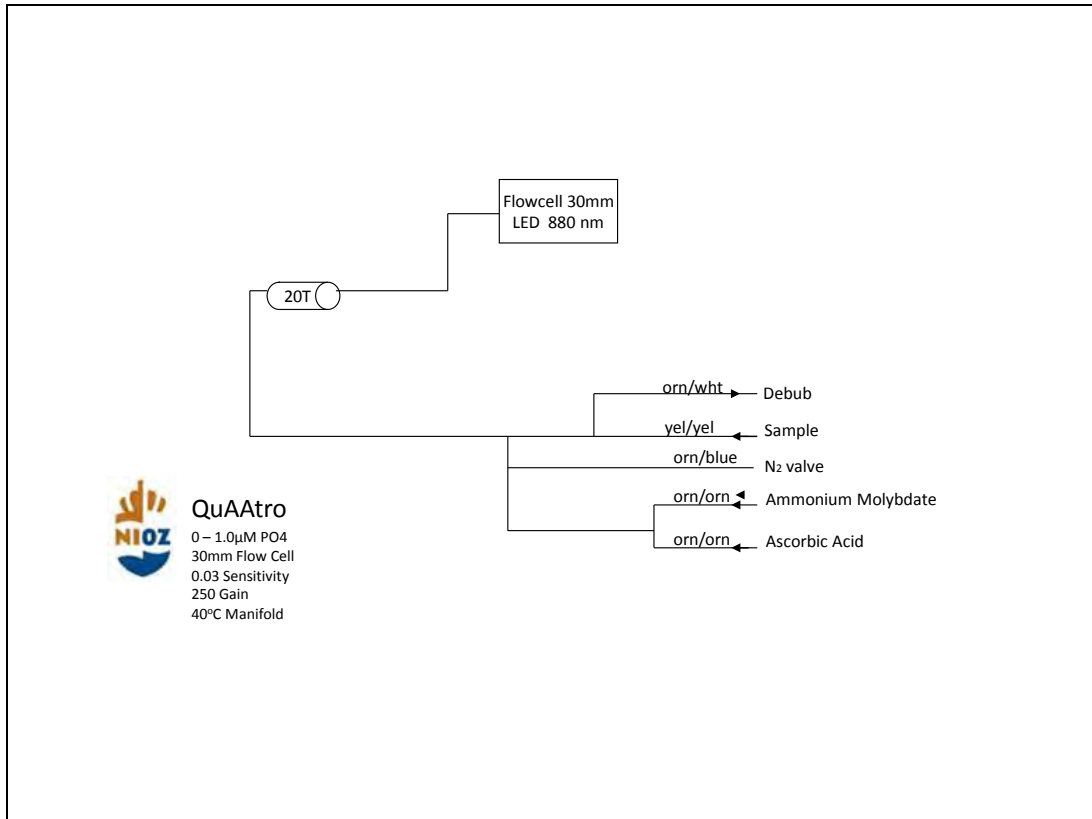 Flowcell 30mm
LED 880 nm
20T
orn/wht Debub
yel/yel Sample
orn/blue N₂ valve
orn/orn Ammonium Molybdate
orn/orn Ascorbic Acid
NIOZ
QuAAtro
0 – 1.0µM PO4
30mm Flow Cell
0.03 Sensitivity
250 Gain
40°C Manifold